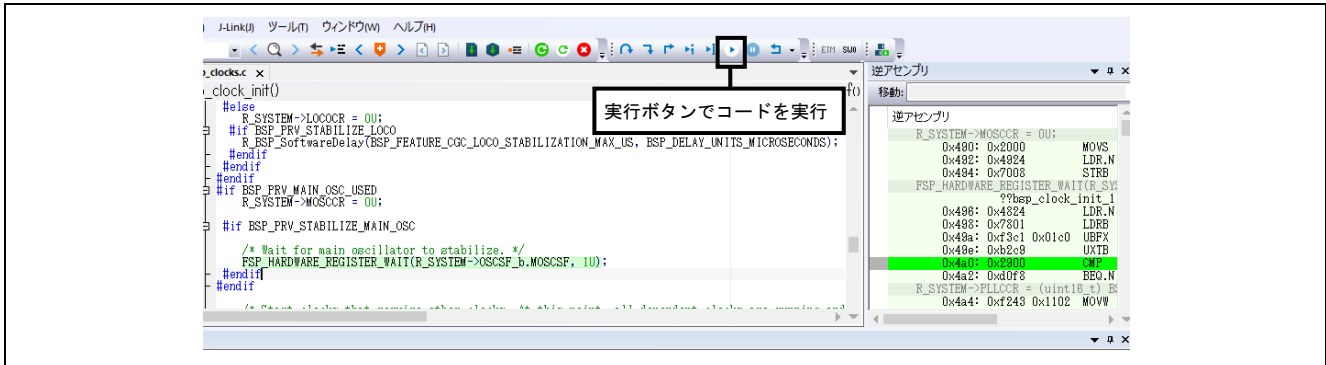 J-Link(J) ツール(T) ウィンドウ(W) ヘルプ(H)
ETM SWO
_clocks.c x
_clock_init()
f()
#else
R_SYSTEM->LOCOCR = 0U;
#if BSP_PRV_STABILIZE_LOCO
R_BSP_SoftwareDelay(BSP_FEATURE_CGC_LOCO_STABILIZATION_MAX_US, BSP_DELAY_UNITS_MICROSECONDS);
#endif
#endif
#endif
#if BSP_PRV_MAIN_OSC_USED
R_SYSTEM->MOSCCR = 0U;
#if BSP_PRV_STABILIZE_MAIN_OSC
/* Wait for main oscillator to stabilize. */
FSP_HARDWARE_REGISTER_WAIT(R_SYSTEM->OSCSF_b.MOSCSF, 1U);
#endif
#endif
実行ボタンでコードを実行
逆アセンブリ
移動:
逆アセンブリ
R_SYSTEM->MOSCCR = 0U;
0x490: 0x2000 MOVS
0x492: 0x4924 LDR.N
0x494: 0x7008 STRB
FSP_HARDWARE_REGISTER_WAIT(R_SYS
??bsp_clock_init_1
0x496: 0x4824 LDR.N
0x498: 0x7801 LDRB
0x49a: 0xf3c1 0x01c0 UBFX
0x49e: 0xb2c9 UXTB
0x4a0: 0x2900 CMP
0x4a2: 0xd0f8 BEQ.N
R_SYSTEM->PLLCCR = (uint16_t) BS
0x4a4: 0xf243 0x1102 MOVW